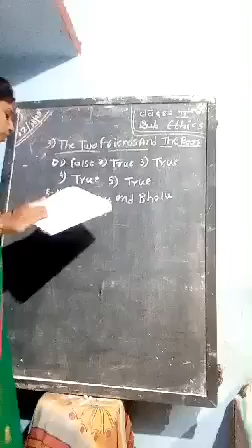 Sub Ethics
3) The Two Friends And The Bear
1) False 2) True 3) True
4) True 5) True
and Bholu